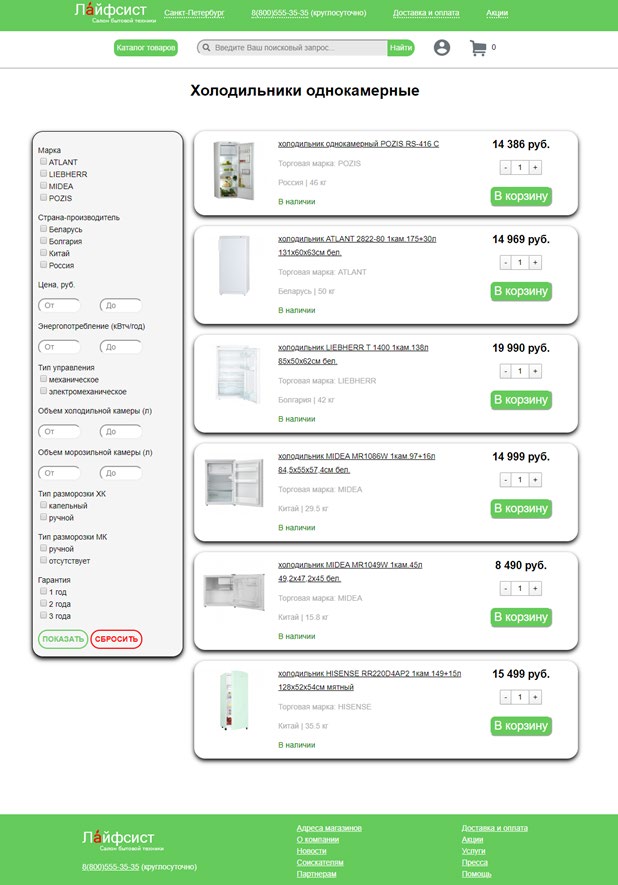 Лайфсист
Салон бытовой техники
Санкт-Петербург
8(800)555-35-35 (круглосуточно)
Доставка и оплата
Акции
Каталог товаров
Введите Ваш поисковый запрос...
Найти
0
Холодильники однокамерные
Марка
ATLANT
LIEBHERR
MIDEA
POZIS
Страна-производитель
Беларусь
Болгария
Китай
Россия
Цена, руб.
От
До
Энергопотребление (кВтч/год)
От
До
Тип управления
механическое
электромеханическое
Объем холодильной камеры (л)
От
До
Объем морозильной камеры (л)
От
До
Тип разморозки ХК
капельный
ручной
Тип разморозки МК
ручной
отсутствует
Гарантия
1 год
2 года
3 года
ПОКАЗАТЬ
СБРОСИТЬ
холодильник однокамерный POZIS RS-416 C
Торговая марка: POZIS
Россия | 46 кг
В наличии
14 386 руб.
- 1 +
В корзину
холодильник ATLANT 2822-80 1кам.175+30л
131х60х63см бел.
Торговая марка: ATLANT
Беларусь | 50 кг
В наличии
14 969 руб.
- 1 +
В корзину
холодильник LIEBHERR T 1400 1кам.138л
85х50х62см бел.
Торговая марка: LIEBHERR
Болгария | 42 кг
В наличии
19 990 руб.
- 1 +
В корзину
холодильник MIDEA MR1086W 1кам.97+16л
84,5х55х57,4см бел.
Торговая марка: MIDEA
Китай | 29.5 кг
В наличии
14 999 руб.
- 1 +
В корзину
холодильник MIDEA MR1049W 1кам.45л
49,2х47,2х45 бел.
Торговая марка: MIDEA
Китай | 15.8 кг
В наличии
8 490 руб.
- 1 +
В корзину
холодильник HISENSE RR220D4AP2 1кам 149+15л
128х52х54см мятный
Торговая марка: HISENSE
Китай | 35.5 кг
В наличии
15 499 руб.
- 1 +
В корзину
Лайфсист
Салон бытовой техники
8(800)555-35-35 (круглосуточно)
Адреса магазинов
О компании
Новости
Соискателям
Партнерам
Доставка и оплата
Акции
Услуги
Пресса
Помощь